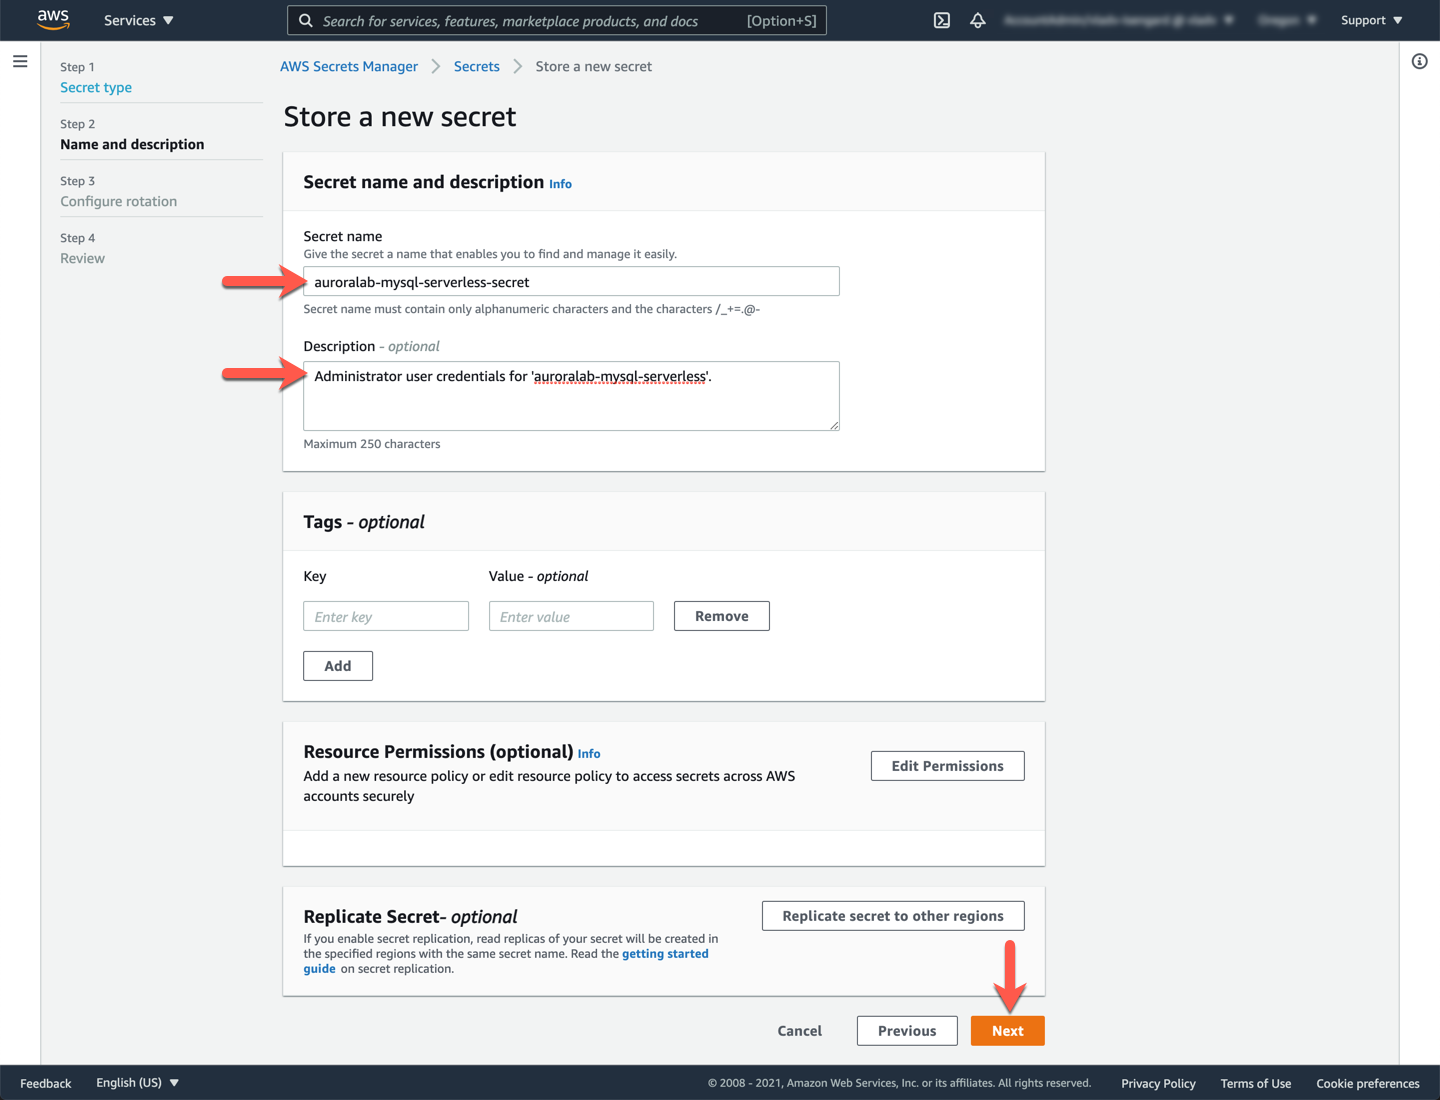 aws
Services
Search for services, features, marketplace products, and docs
[Option+S]
Support
Step 1
Secret type
Step 2
Name and description
Step 3
Configure rotation
Step 4
Review
AWS Secrets Manager
Secrets
Store a new secret
Store a new secret
Secret name and description Info
Secret name
Give the secret a name that enables you to find and manage it easily.
auroralab-mysql-serverless-secret
Secret name must contain only alphanumeric characters and the characters /_+=.@-
Description - optional
Administrator user credentials for 'auroralab-mysql-serverless'.
Maximum 250 characters
Tags - optional
Key
Value - optional
Enter key
Enter value
Remove
Add
Resource Permissions (optional) Info
Add a new resource policy or edit resource policy to access secrets across AWS
accounts securely
Edit Permissions
Replicate Secret- optional
If you enable secret replication, read replicas of your secret will be created in
the specified regions with the same secret name. Read the getting started
guide on secret replication.
Replicate secret to other regions
Cancel
Previous
Next
Feedback
English (US)
© 2008 - 2021, Amazon Web Services, Inc. or its affiliates. All rights reserved.
Privacy Policy
Terms of Use
Cookie preferences